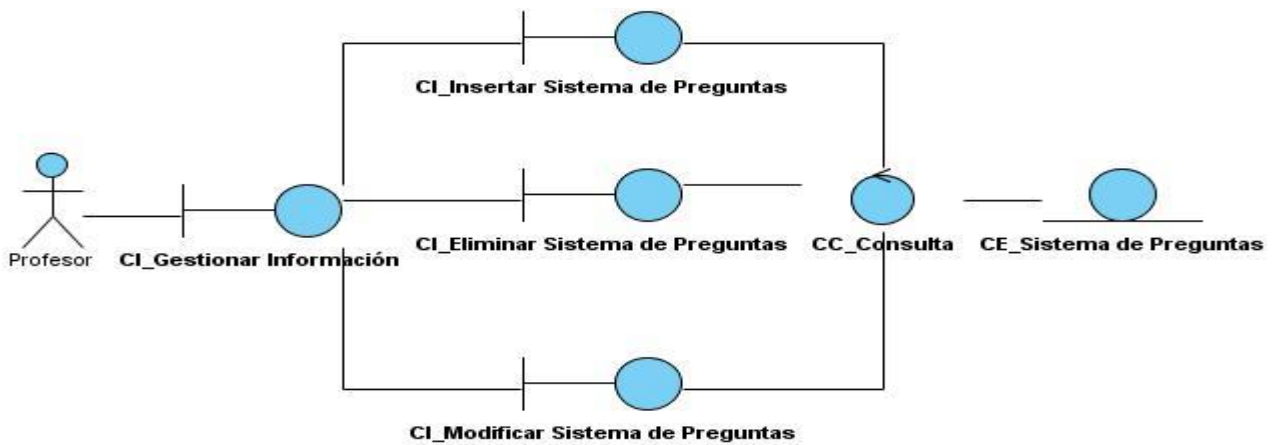 CI_Insertar Sistema de Preguntas
Profesor
CI_Gestionar Información
CI_Eliminar Sistema de Preguntas
CC_Consulta
CE_Sistema de Preguntas
CI_Modificar Sistema de Preguntas